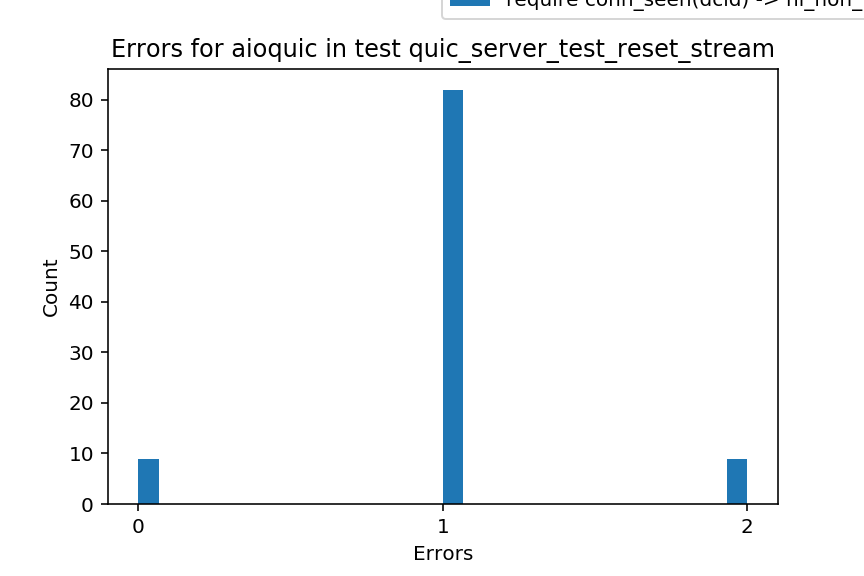 require conn_seen(dcid) ->
Errors for aioquic in test quic_server_test_reset_stream
80
70
60
50
40
30
20
10
0
Count
0 1 2
Errors